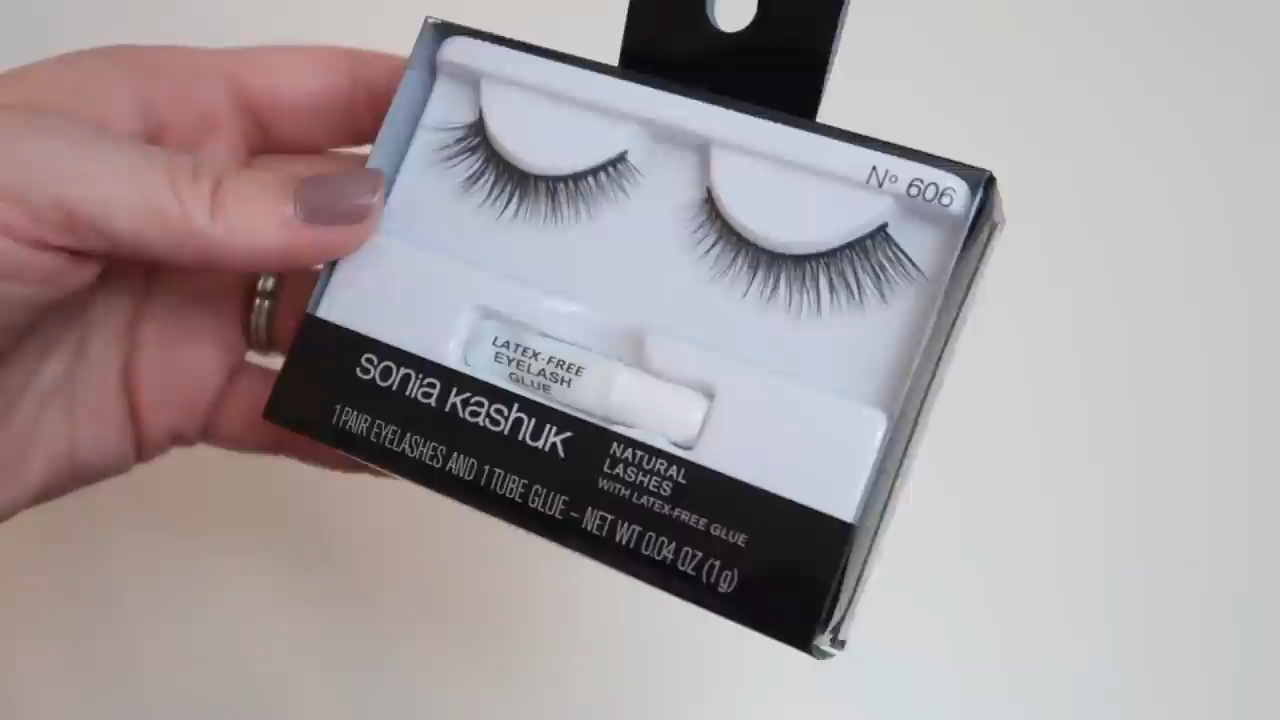 Nº 606
LATEX-FREE
EYELASH
GLUE
sonia kashuk
NATURAL
LASHES
WITH LATEX-FREE GLUE
1 PAIR EYELASHES AND 1 TUBE GLUE – NET WT 0.04 OZ (1g)